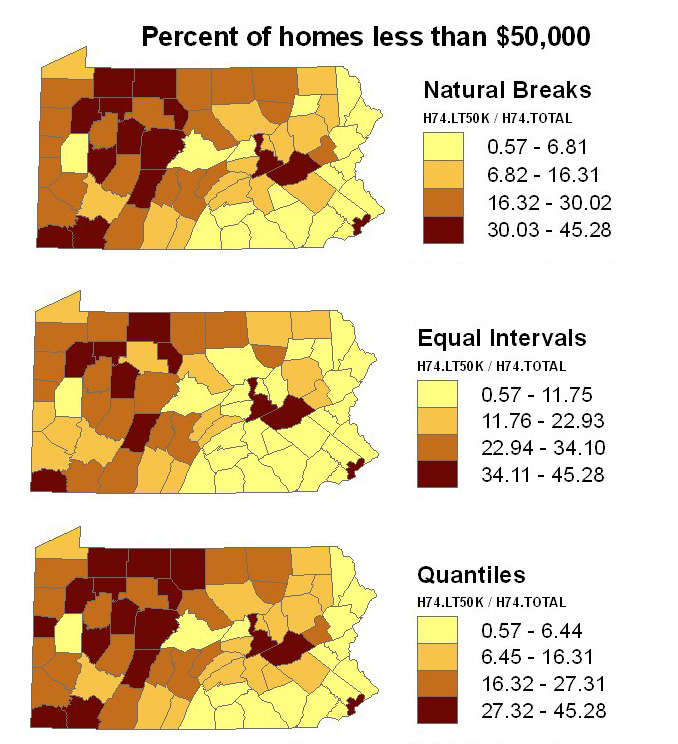 Percent of homes less than $50,000
Natural Breaks
H74.LT50K / H74.TOTAL
0.57 - 6.81
6.82 - 16.31
16.32 - 30.02
30.03 - 45.28
Equal Intervals
H74.LT50K / H74.TOTAL
0.57 - 11.75
11.76 - 22.93
22.94 - 34.10
34.11 - 45.28
Quantiles
H74.LT50K / H74.TOTAL
0.57 - 6.44
6.45 - 16.31
16.32 - 27.31
27.32 - 45.28